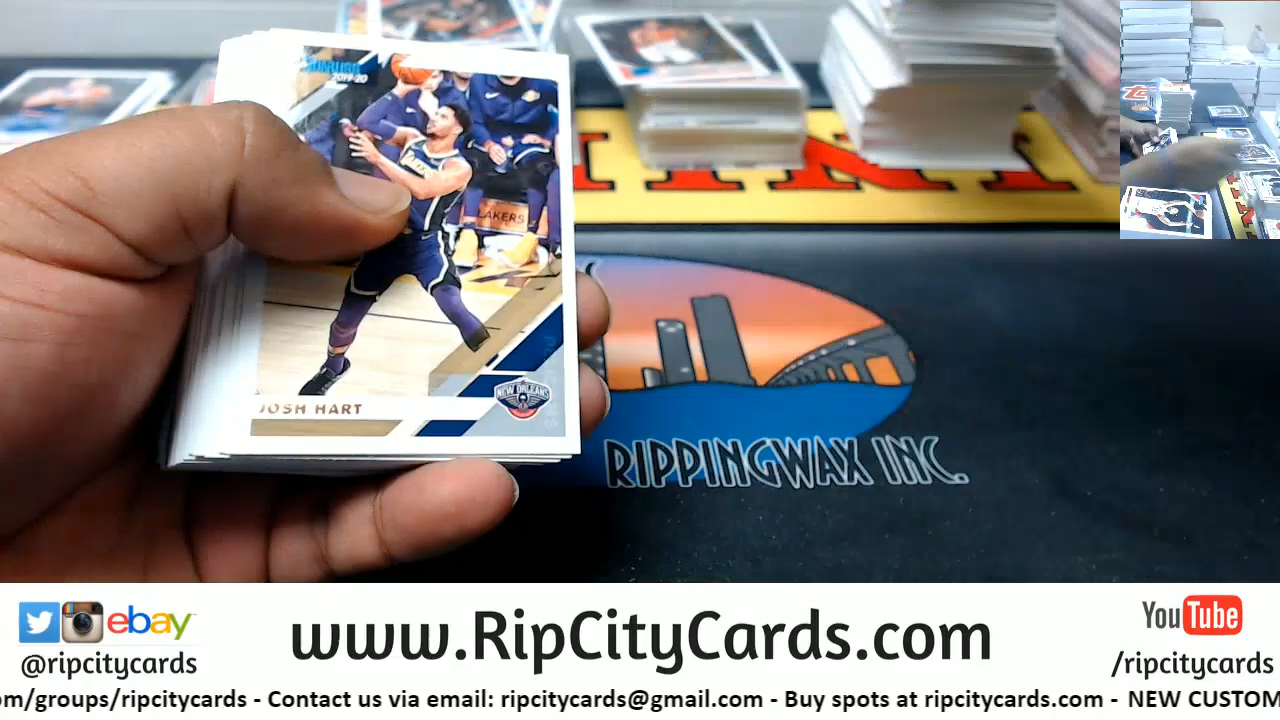 DONRUSS
2019-20
LAKERS
NEW ORLEANS
JOSH HART
RIPPINGWAX INC.
ebay
www.RipCityCards.com
YouTube
@ripcitycards
/ripcitycards
om/groups/ripcitycards - Contact us via email: ripcitycards@gmail.com - Buy spots at ripcitycards.com - NEW CUSTOM